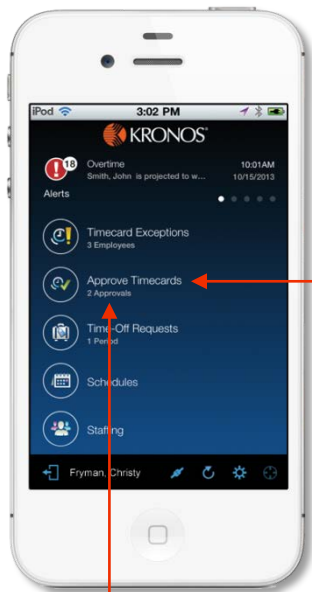 iPod 3:02 PM
KRONOS®
18
Overtime 10:01AM
Smith, John is projected to w... 10/15/2013
Alerts
Timecard Exceptions
3 Employees
Approve Timecards
2 Approvals
Time-Off Requests
1 Period
Schedules
Staffing
Fryman, Christy